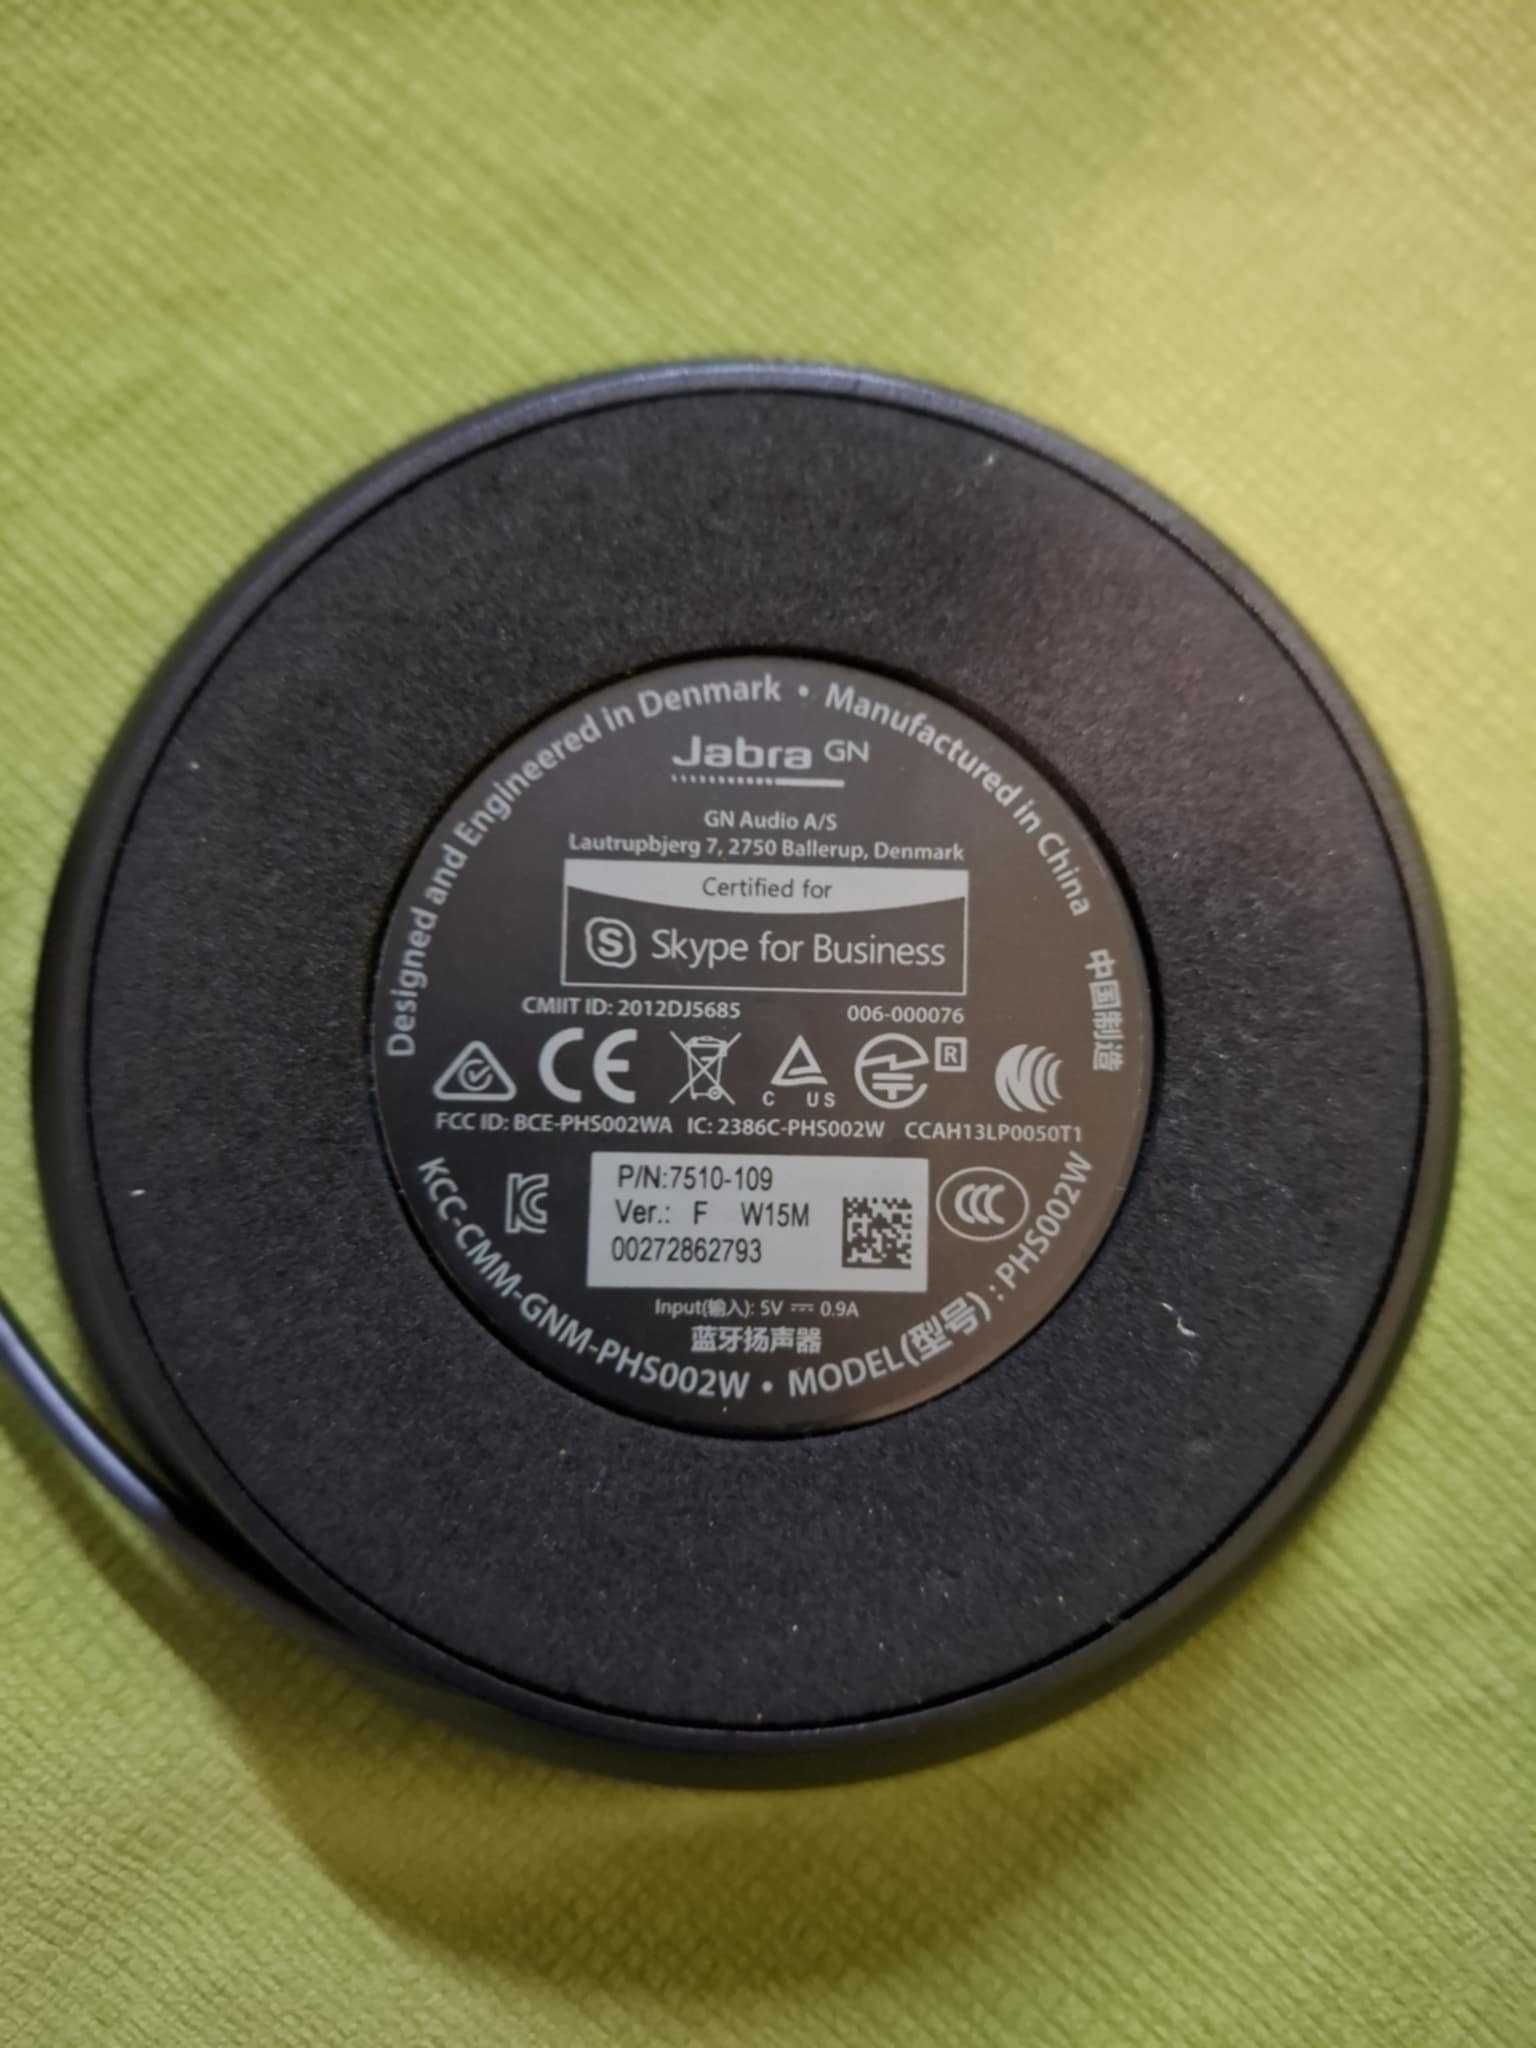 Designed and Engineered in Denmark • Manufactured in China 中国制造
Jabra GN
GN Audio A/S
Lautrupbjerg 7, 2750 Ballerup, Denmark
Certified for
Skype for Business
CMIIT ID: 2012DJ5685 006-000076
CE
C US
R
FCC ID: BCE-PHS002WA IC: 2386C-PHS002W CCAH13LP0050T1
P/N:7510-109
Ver.: F W15M
00272862793
Input(输入): 5V 0.9A
蓝牙扬声器
KCC-CMM-GNM-PHS002W • MODEL(型号) : PHS002W